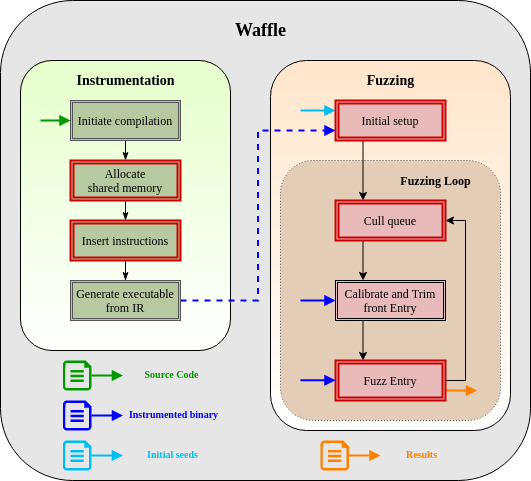 Waffle
Instrumentation
Initiate compilation
Allocate
shared memory
Insert instructions
Generate executable
from IR
Fuzzing
Initial setup
Fuzzing Loop
Cull queue
Calibrate and Trim
front Entry
Fuzz Entry
Source Code
Instrumented binary
Initial seeds
Results